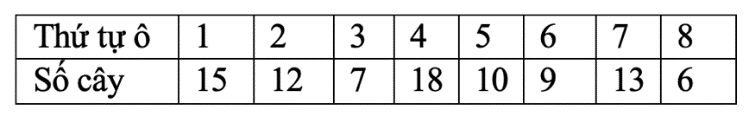 Thứ tự ô 1 2 3 4 5 6 7 8
Số cây 15 12 7 18 10 9 13 6